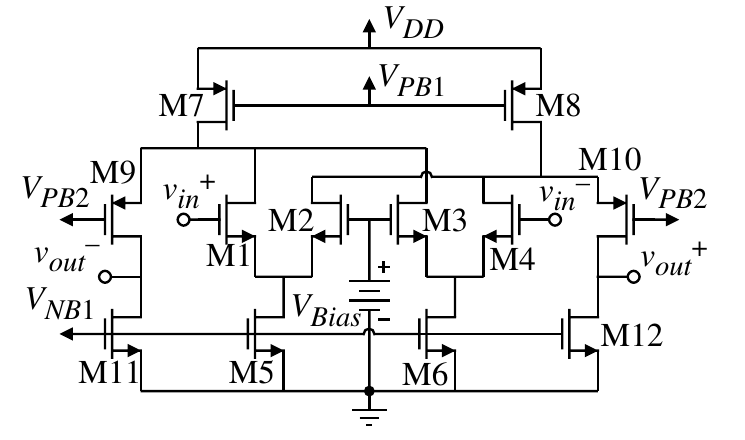 V_DD
V_PB1
M7
M8
M9
M10
V_PB2
v_in^+
v_in^−
V_PB2
M2
M3
M1
M4
v_out^−
v_out^+
+
V_NB1
V_Bias
−
M12
M11
M5
M6